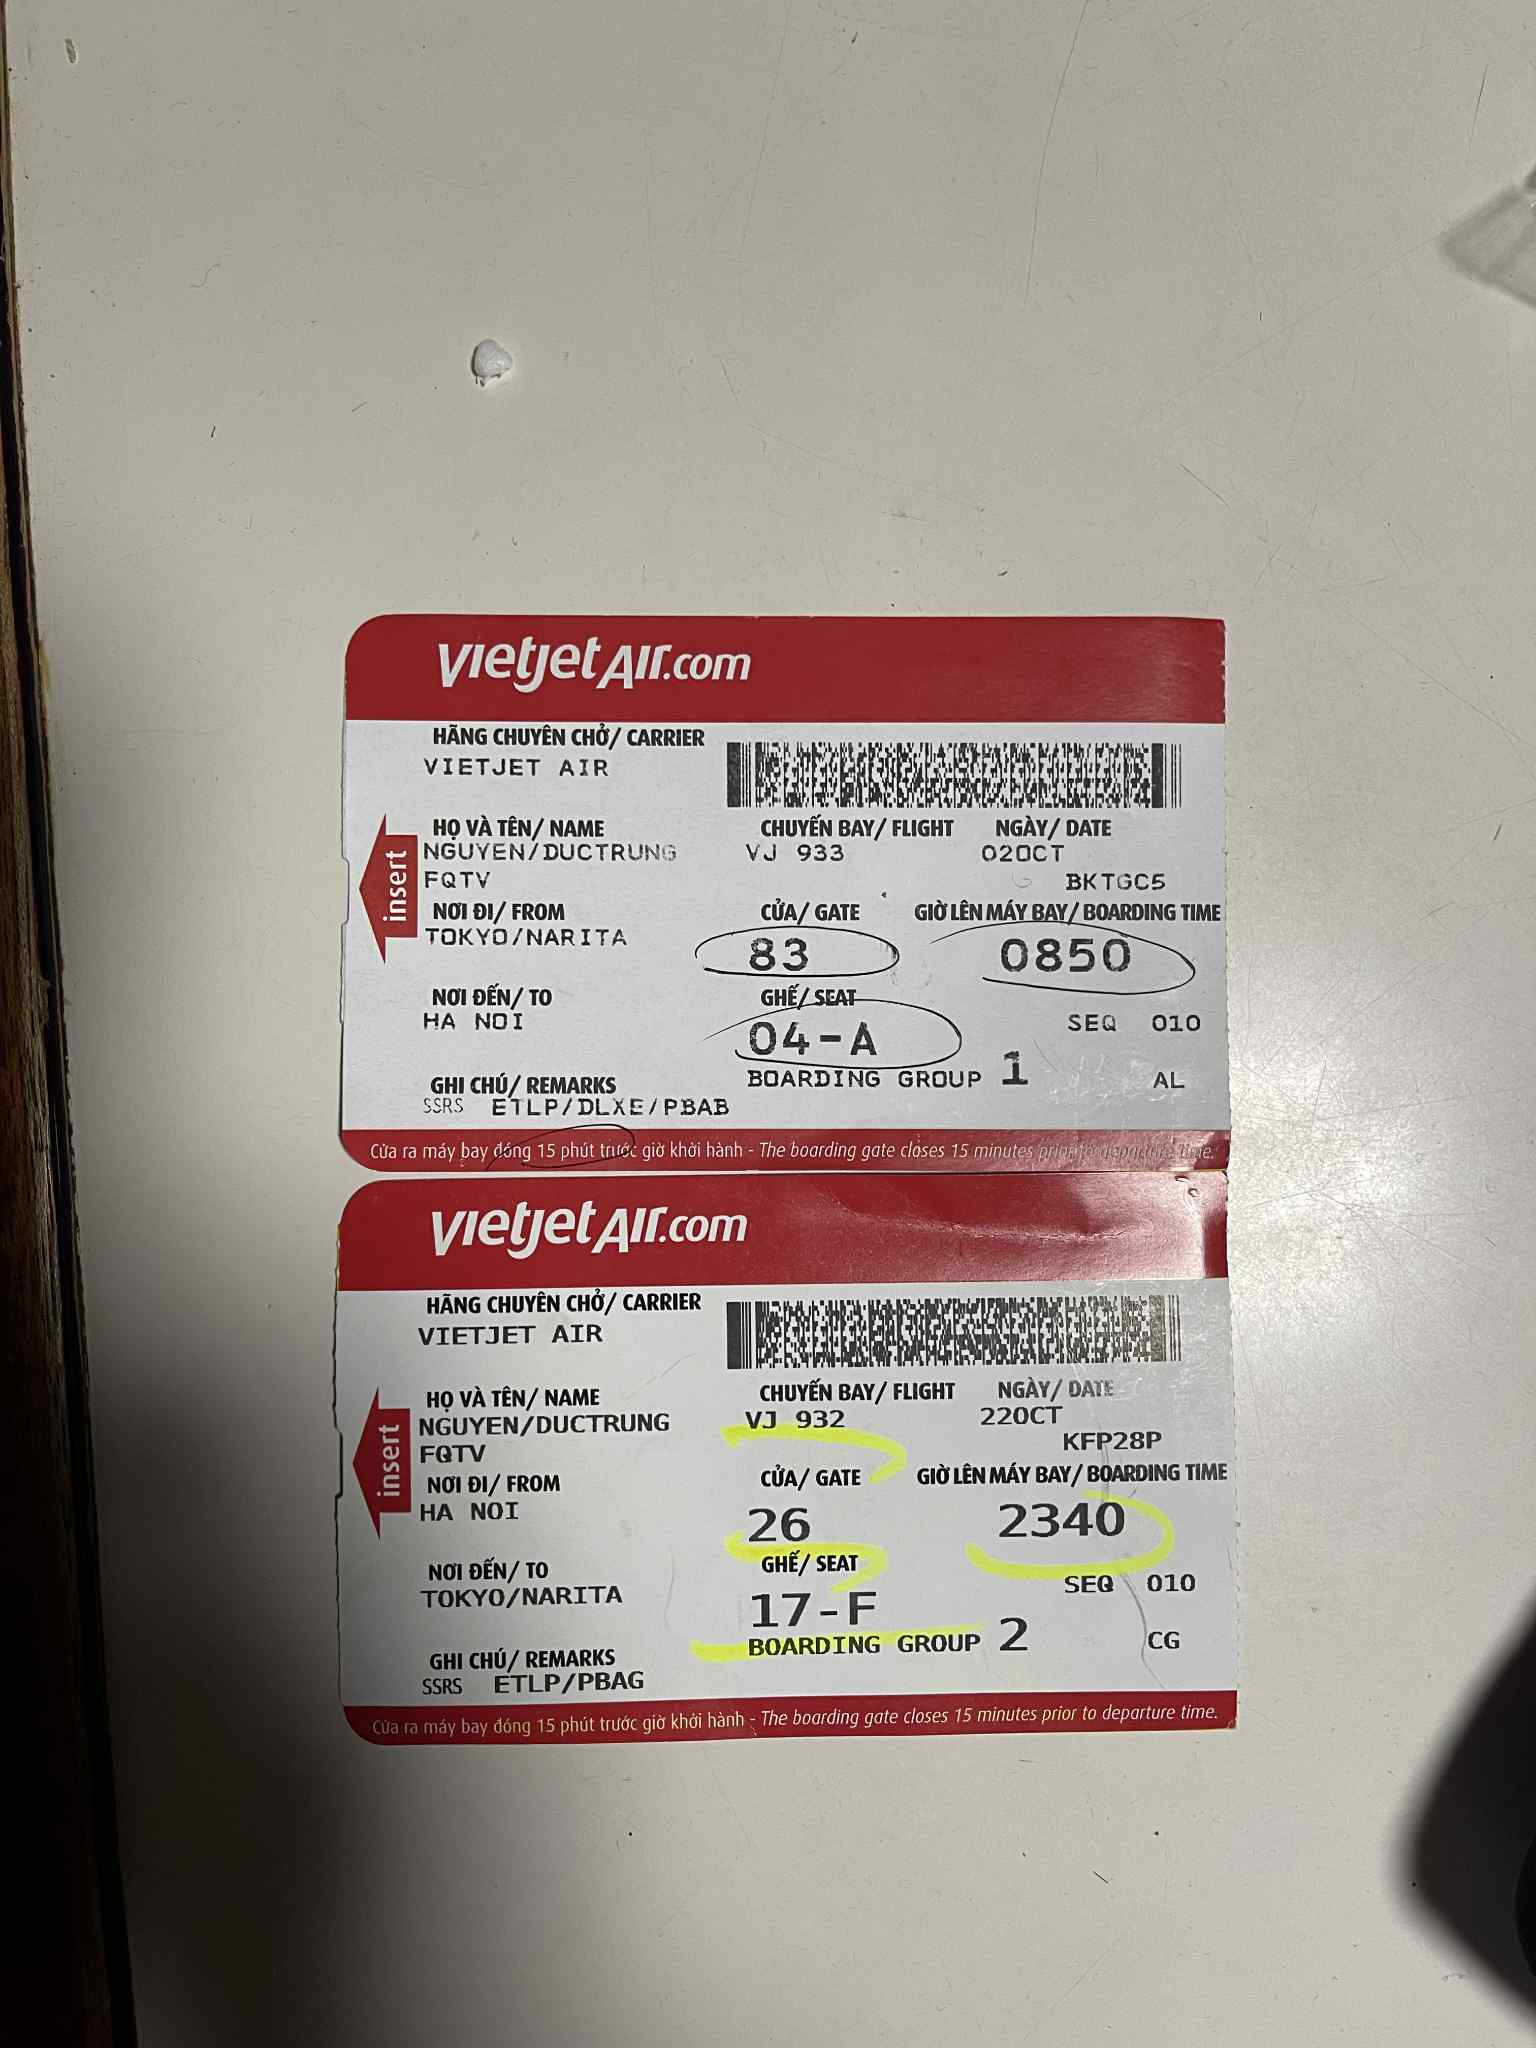 vietjetAir.com
HÃNG CHUYÊN CHỞ/ CARRIER
VIETJET AIR
HỌ VÀ TÊN/ NAME CHUYẾN BAY/ FLIGHT NGÀY/ DATE
NGUYEN/DUCTRUNG VJ 933 02OCT
FQTV BKTGC5
insert
NƠI ĐI/ FROM CỬA/ GATE GIỜ LÊN MÁY BAY/ BOARDING TIME
TOKYO/NARITA 83 0850
NƠI ĐẾN/ TO GHẾ/ SEAT
HA NOI 04-A SEQ 010
BOARDING GROUP 1 AL
GHI CHÚ/ REMARKS
SSRS ETLP/DLXE/PBAB
Cửa ra máy bay đóng 15 phút trước giờ khởi hành - The boarding gate closes 15 minutes prior to departure time.
vietjetAir.com
HÃNG CHUYÊN CHỞ/ CARRIER
VIETJET AIR
HỌ VÀ TÊN/ NAME CHUYẾN BAY/ FLIGHT NGÀY/ DATE
NGUYEN/DUCTRUNG VJ 932 22OCT
FQTV KFP28P
insert
NƠI ĐI/ FROM CỬA/ GATE GIỜ LÊN MÁY BAY/ BOARDING TIME
HA NOI 26 2340
NƠI ĐẾN/ TO GHẾ/ SEAT
TOKYO/NARITA 17-F SEQ 010
BOARDING GROUP 2 CG
GHI CHÚ/ REMARKS
SSRS ETLP/PBAG
Cửa ra máy bay đóng 15 phút trước giờ khởi hành - The boarding gate closes 15 minutes prior to departure time.